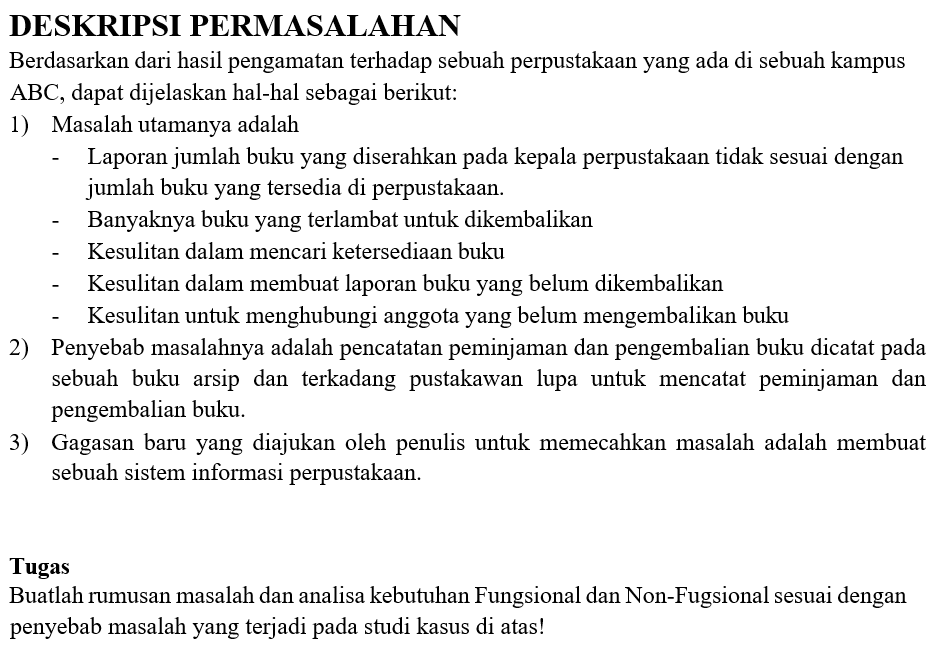 DESKRIPSI PERMASALAHAN
Berdasarkan dari hasil pengamatan terhadap sebuah perpustakaan yang ada di sebuah kampus
ABC, dapat dijelaskan hal-hal sebagai berikut:
1) Masalah utamanya adalah
- Laporan jumlah buku yang diserahkan pada kepala perpustakaan tidak sesuai dengan
jumlah buku yang tersedia di perpustakaan.
- Banyaknya buku yang terlambat untuk dikembalikan
- Kesulitan dalam mencari ketersediaan buku
- Kesulitan dalam membuat laporan buku yang belum dikembalikan
- Kesulitan untuk menghubungi anggota yang belum mengembalikan buku
2) Penyebab masalahnya adalah pencatatan peminjaman dan pengembalian buku dicatat pada
sebuah buku arsip dan terkadang pustakawan lupa untuk mencatat peminjaman dan
pengembalian buku.
3) Gagasan baru yang diajukan oleh penulis untuk memecahkan masalah adalah membuat
sebuah sistem informasi perpustakaan.
Tugas
Buatlah rumusan masalah dan analisa kebutuhan Fungsional dan Non-Fugsional sesuai dengan
penyebab masalah yang terjadi pada studi kasus di atas!